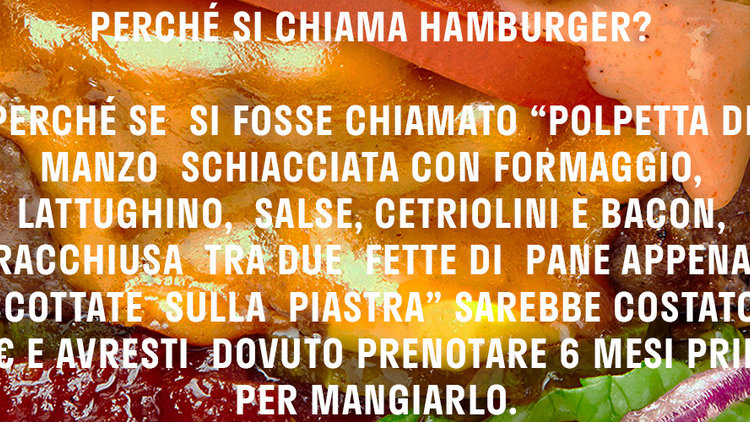 PERCHÉ SI CHIAMA HAMBURGER?
PERCHÉ SE SI FOSSE CHIAMATO “POLPETTA DI
MANZO SCHIACCIATA CON FORMAGGIO,
LATTUGHINO, SALSE, CETRIOLINI E BACON,
RACCHIUSA TRA DUE FETTE DI PANE APPENA
SCOTTATE SULLA PIASTRA” SAREBBE COSTATO
€ E AVRESTI DOVUTO PRENOTARE 6 MESI
PER MANGIARLO.